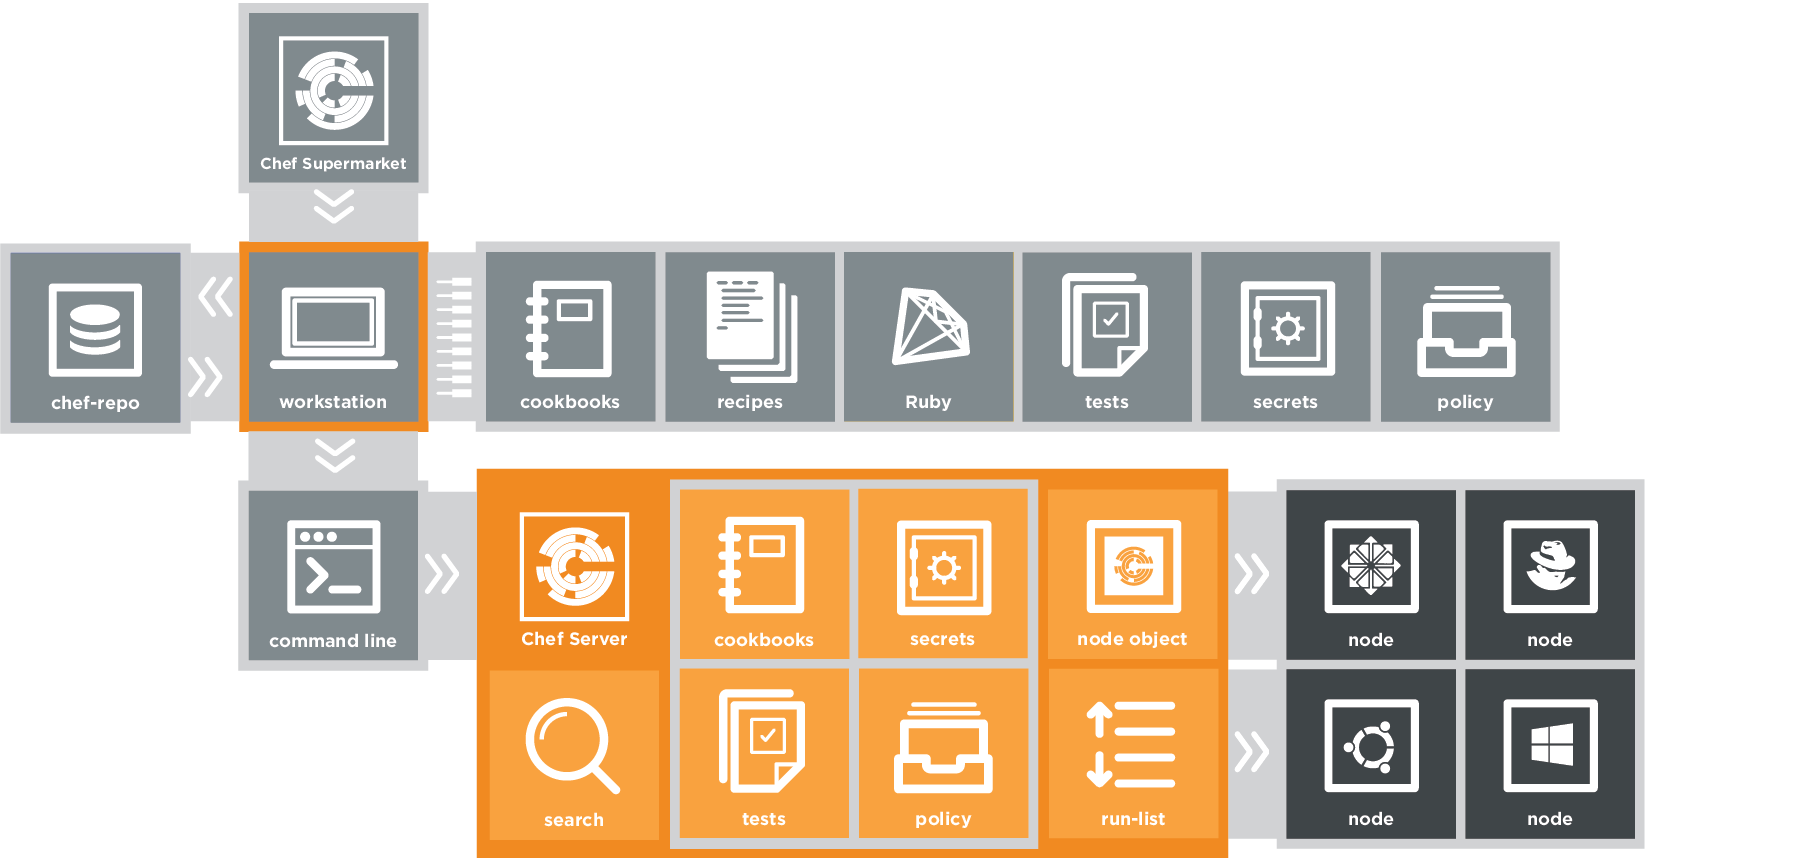 Chef Supermarket
chef-repo
workstation
cookbooks
recipes
Ruby
tests
secrets
policy
command line
Chef Server
cookbooks
secrets
node object
node
node
search
tests
policy
run-list
node
node